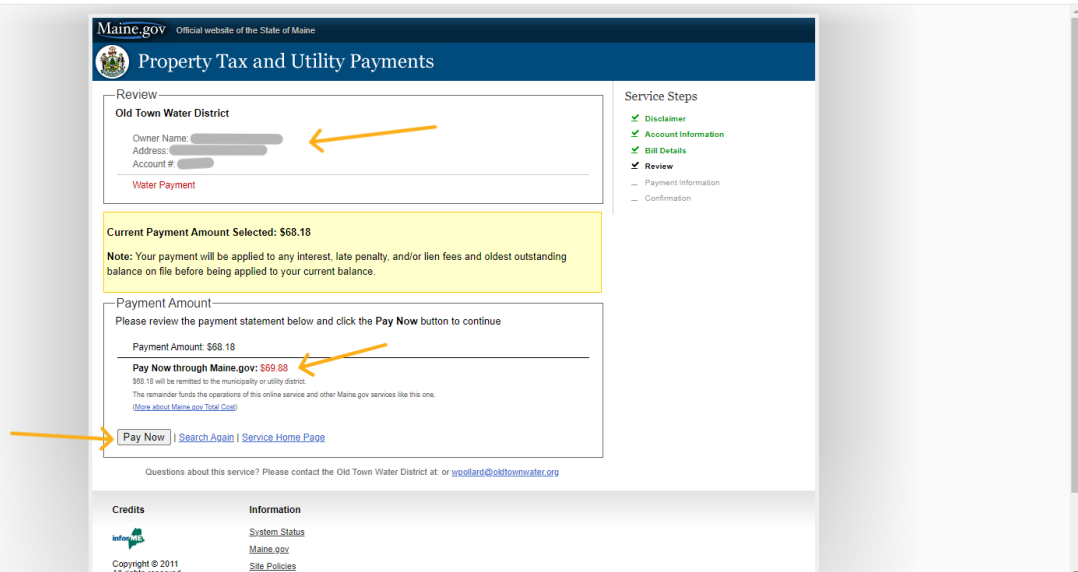 Maine.gov Official website of the State of Maine
Property Tax and Utility Payments
Review
Old Town Water District
Owner Name:
Address:
Account #:
Water Payment
Current Payment Amount Selected: $68.18
Note: Your payment will be applied to any interest, late penalty, and/or lien fees and oldest outstanding
balance on file before being applied to your current balance.
Payment Amount
Please review the payment statement below and click the Pay Now button to continue
Payment Amount: $68.18
Pay Now through Maine.gov: $69.88
$68.18 will be remitted to the municipality or utility district.
The remainder funds the operations of this online service and other Maine.gov services like this one.
(More about Maine.gov Total Cost)
Pay Now | Search Again | Service Home Page
Questions about this service? Please contact the Old Town Water District at: or wpollard@oldtownwater.org
Service Steps
Disclaimer
Account Information
Bill Details
Review
Payment Information
Confirmation
Credits
inforME
Copyright © 2011
All rights reserved
Information
System Status
Maine.gov
Site Policies